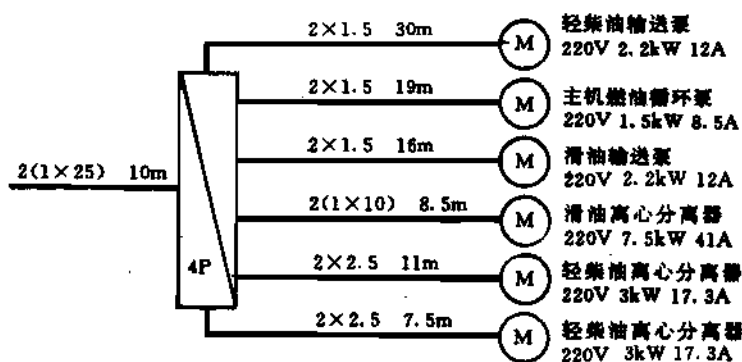 2×1.5 30m
M
轻柴油输送泵
220V 2.2kW 12A
2×1.5 19m
M
主机燃油循环泵
220V 1.5kW 8.5A
2×1.5 16m
M
滑油输送泵
220V 2.2kW 12A
2(1×25) 10m
2(1×10) 8.5m
M
滑油离心分离器
220V 7.5kW 41A
4P
2×2.5 11m
M
轻柴油离心分离器
220V 3kW 17.3A
2×2.5 7.5m
M
轻柴油离心分离器
220V 3kW 17.3A